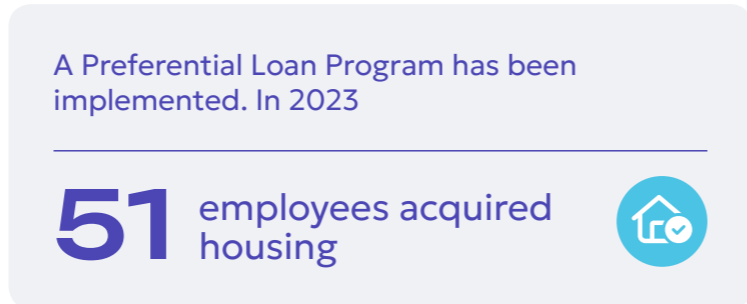 A Preferential Loan Program has been
implemented. In 2023
51
employees acquired
housing